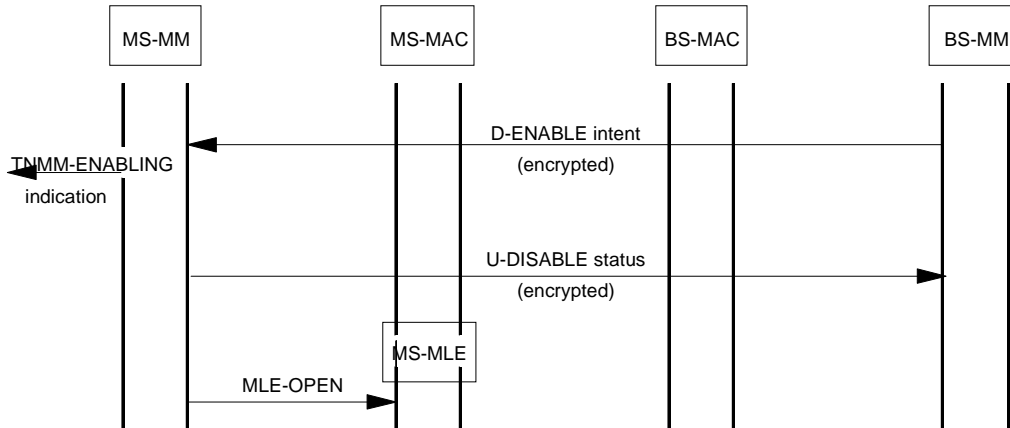 MS-MM
MS-MAC
BS-MAC
BS-MM
D-ENABLE intent
(encrypted)
TNMM-ENABLING
indication
U-DISABLE status
(encrypted)
MS-MLE
MLE-OPEN